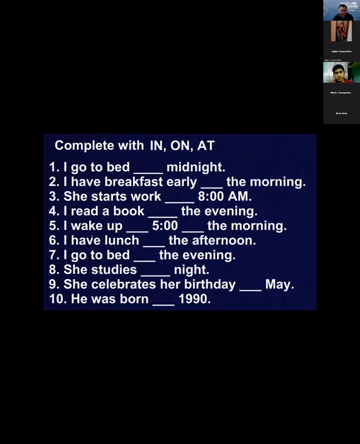 Complete with IN, ON, AT
1. I go to bed ____ midnight.
2. I have breakfast early ___ the morning.
3. She starts work ____ 8:00 AM.
4. I read a book ____ the evening.
5. I wake up ___ 5:00 ___ the morning.
6. I have lunch ___ the afternoon.
7. I go to bed ___ the evening.
8. She studies ____ night.
9. She celebrates her birthday ___ May.
10. He was born ___ 1990.